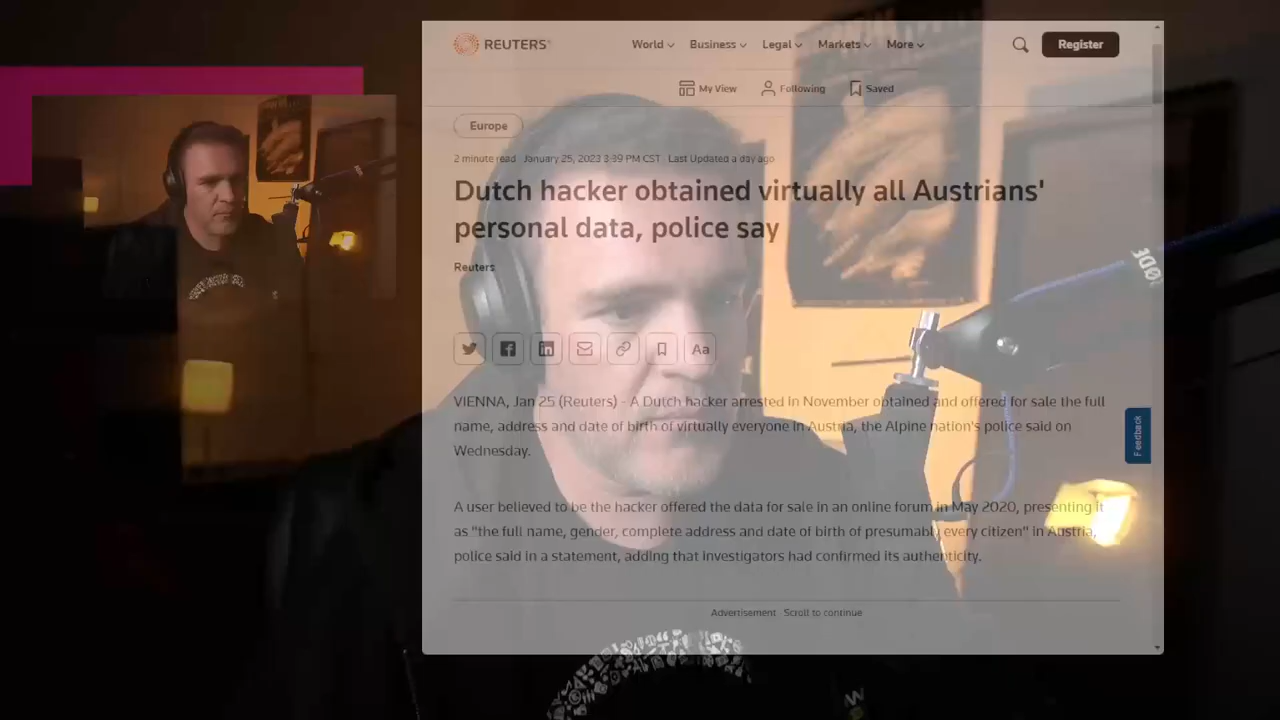 REUTERS
World Business Legal Markets More Register
My View Following Saved
Europe
2 minute read January 25, 2023 3:39 PM CST Last Updated a day ago
Dutch hacker obtained virtually all Austrians'
personal data, police say
Reuters
Aa
VIENNA, Jan 25 (Reuters) - A Dutch hacker arrested in November obtained and offered for sale the full
name, address and date of birth of virtually everyone in Austria, the Alpine nation's police said on
Wednesday.
Feedback
A user believed to be the hacker offered the data for sale in an online forum in May 2020, presenting it
as "the full name, gender, complete address and date of birth of presumably every citizen" in Austria,
police said in a statement, adding that investigators had confirmed its authenticity.
Advertisement · Scroll to continue